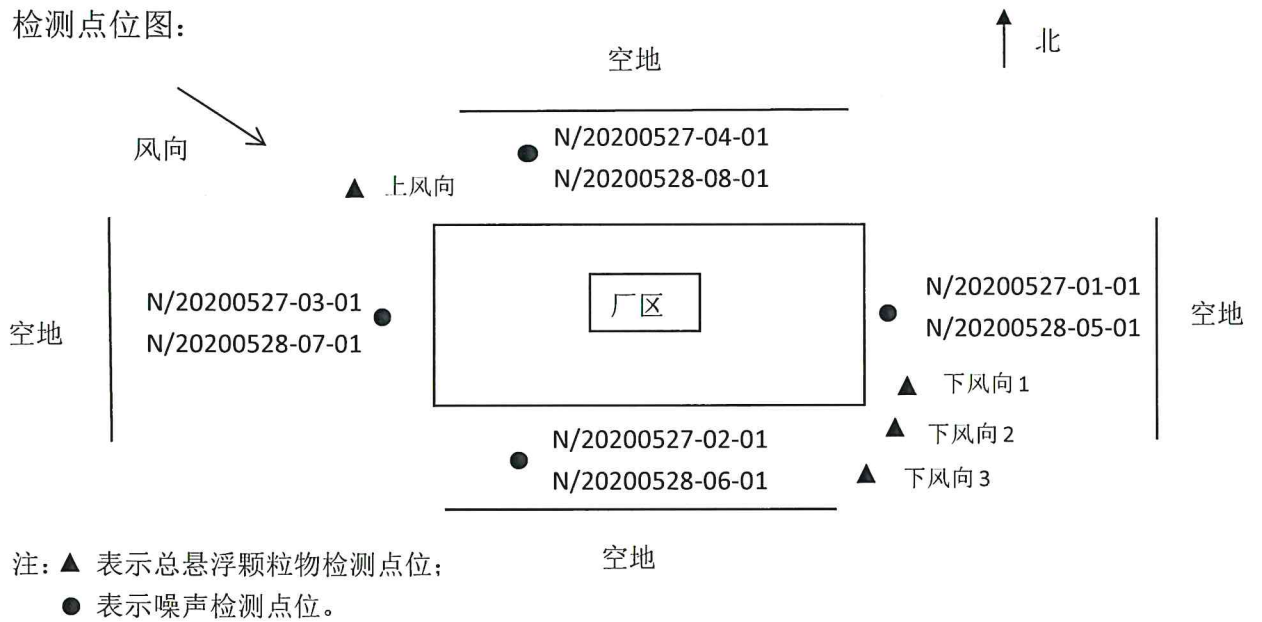 检测点位图：
北
空地
N/20200527-04-01
N/20200528-08-01
风向
上风向
N/20200527-03-01
N/20200528-07-01
空地
厂区
N/20200527-01-01
N/20200528-05-01
空地
下风向1
下风向2
下风向3
N/20200527-02-01
N/20200528-06-01
空地
注：▲ 表示总悬浮颗粒物检测点位；
● 表示噪声检测点位。